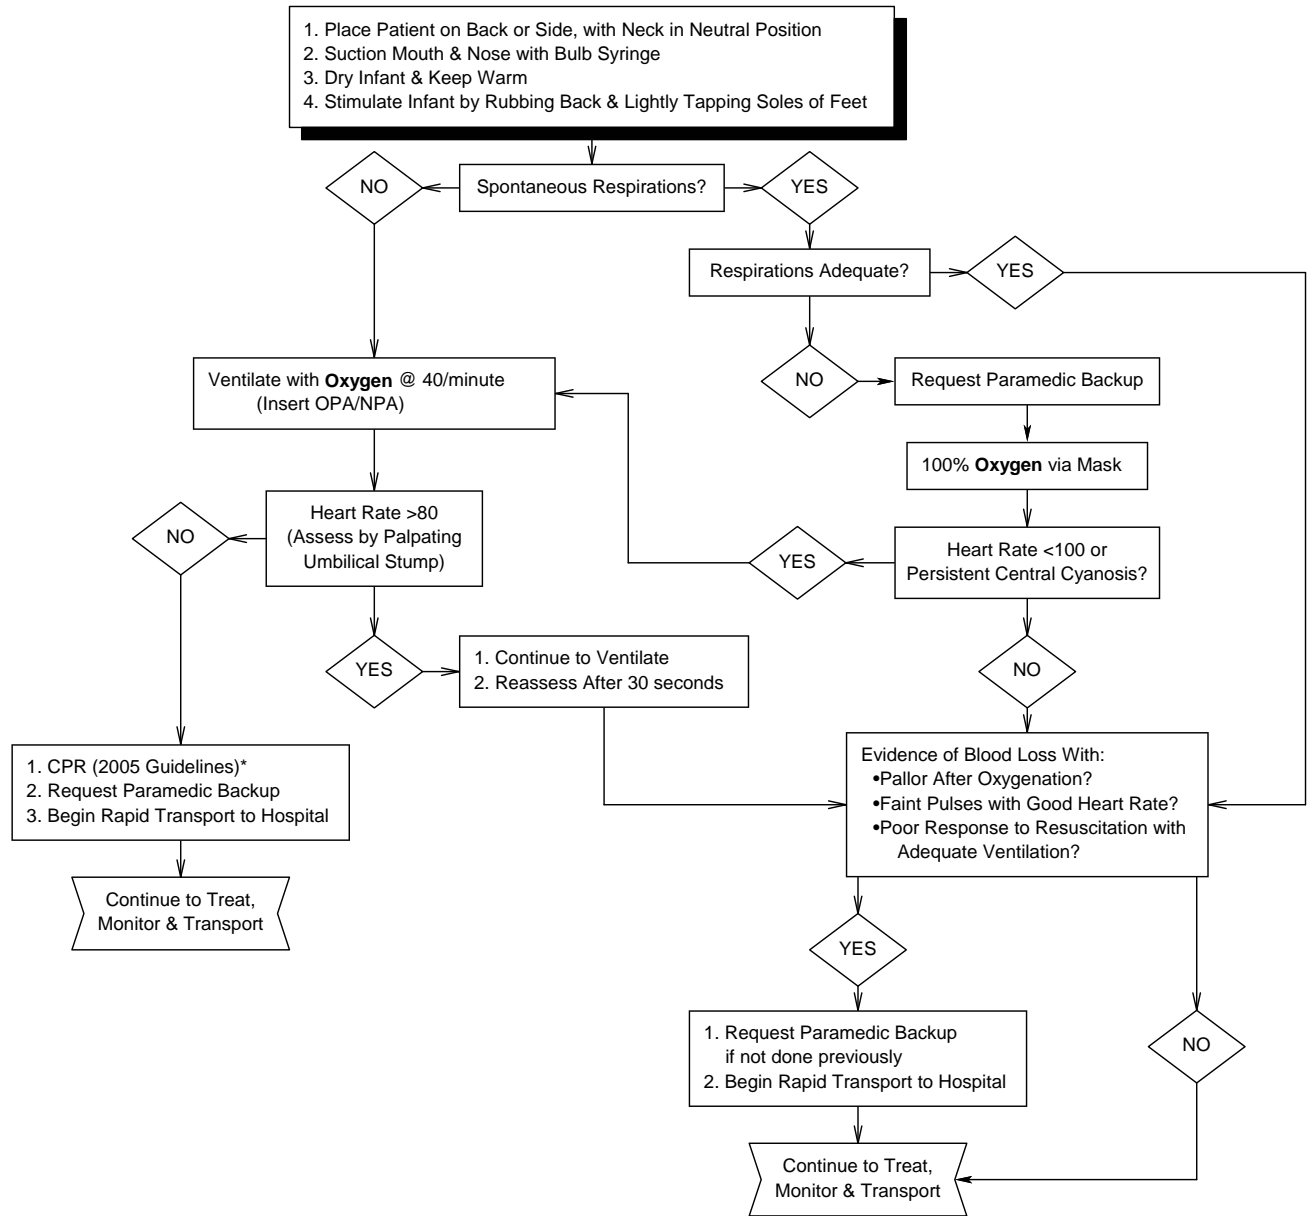 1. Place Patient on Back or Side, with Neck in Neutral Position
2. Suction Mouth & Nose with Bulb Syringe
3. Dry Infant & Keep Warm
4. Stimulate Infant by Rubbing Back & Lightly Tapping Soles of Feet
NO
Spontaneous Respirations?
YES
Respirations Adequate?
YES
NO
Request Paramedic Backup
Ventilate with Oxygen @ 40/minute
(Insert OPA/NPA)
100% Oxygen via Mask
NO
Heart Rate >80
(Assess by Palpating
Umbilical Stump)
YES
Heart Rate <100 or
Persistent Central Cyanosis?
YES
1. Continue to Ventilate
2. Reassess After 30 seconds
NO
1. CPR (2005 Guidelines)*
2. Request Paramedic Backup
3. Begin Rapid Transport to Hospital
Evidence of Blood Loss With:
•Pallor After Oxygenation?
•Faint Pulses with Good Heart Rate?
•Poor Response to Resuscitation with
Adequate Ventilation?
Continue to Treat,
Monitor & Transport
YES
NO
1. Request Paramedic Backup
if not done previously
2. Begin Rapid Transport to Hospital
Continue to Treat,
Monitor & Transport